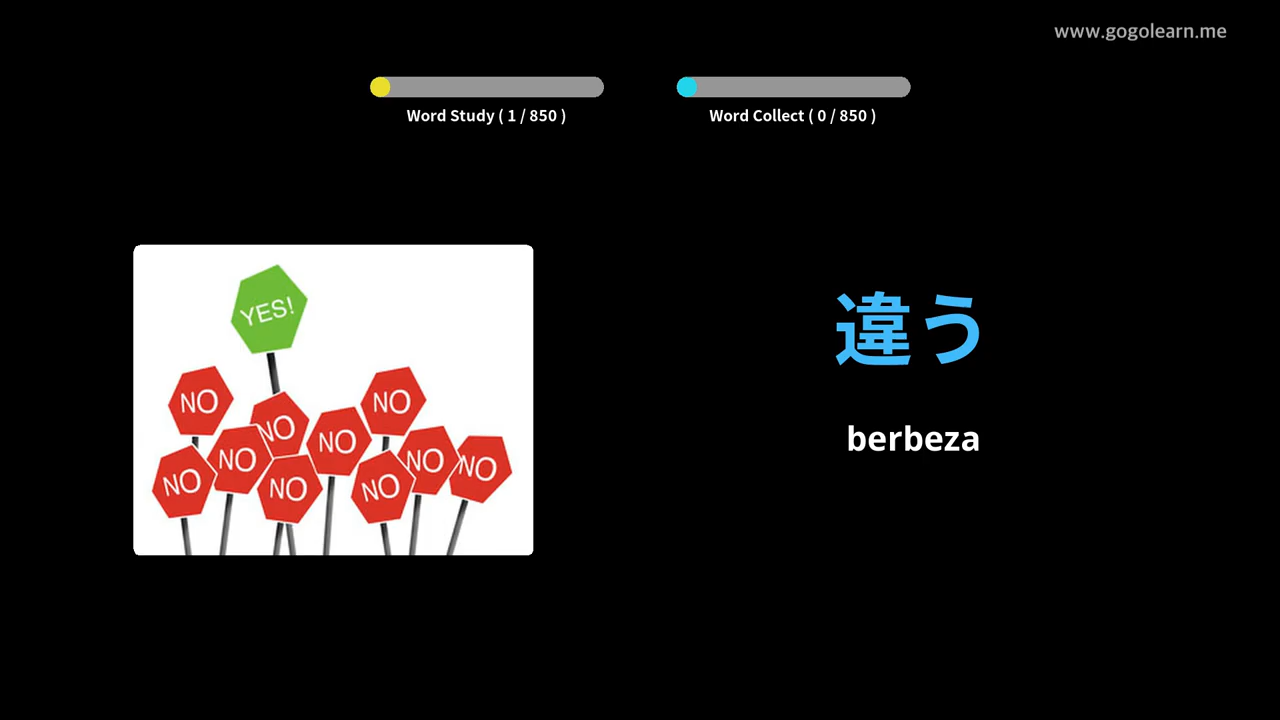 www.gogolearn.me
Word Study ( 1 / 850 )
Word Collect ( 0 / 850 )
YES!
NO
NO
NO
NO
NO
NO
NO
NO
NO
NO
違う
berbeza